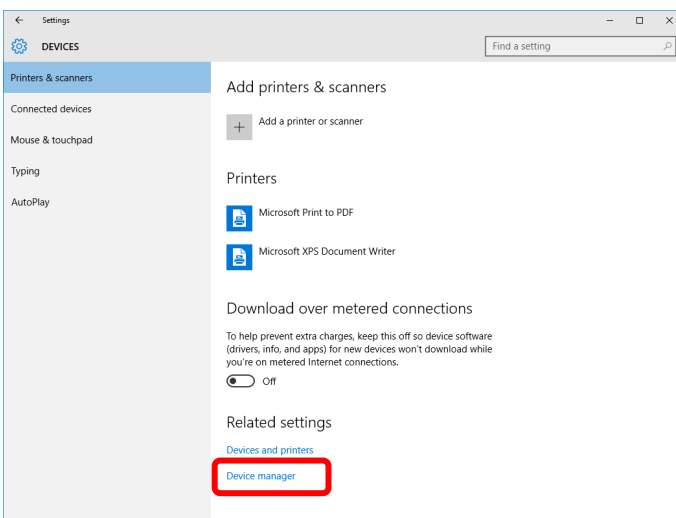 Settings
DEVICES
Find a setting
Printers & scanners
Connected devices
Mouse & touchpad
Typing
AutoPlay
Add printers & scanners
Add a printer or scanner
Printers
Microsoft Print to PDF
Microsoft XPS Document Writer
Download over metered connections
To help prevent extra charges, keep this off so device software
(drivers, info, and apps) for new devices won't download while
you're on metered Internet connections.
Off
Related settings
Devices and printers
Device manager